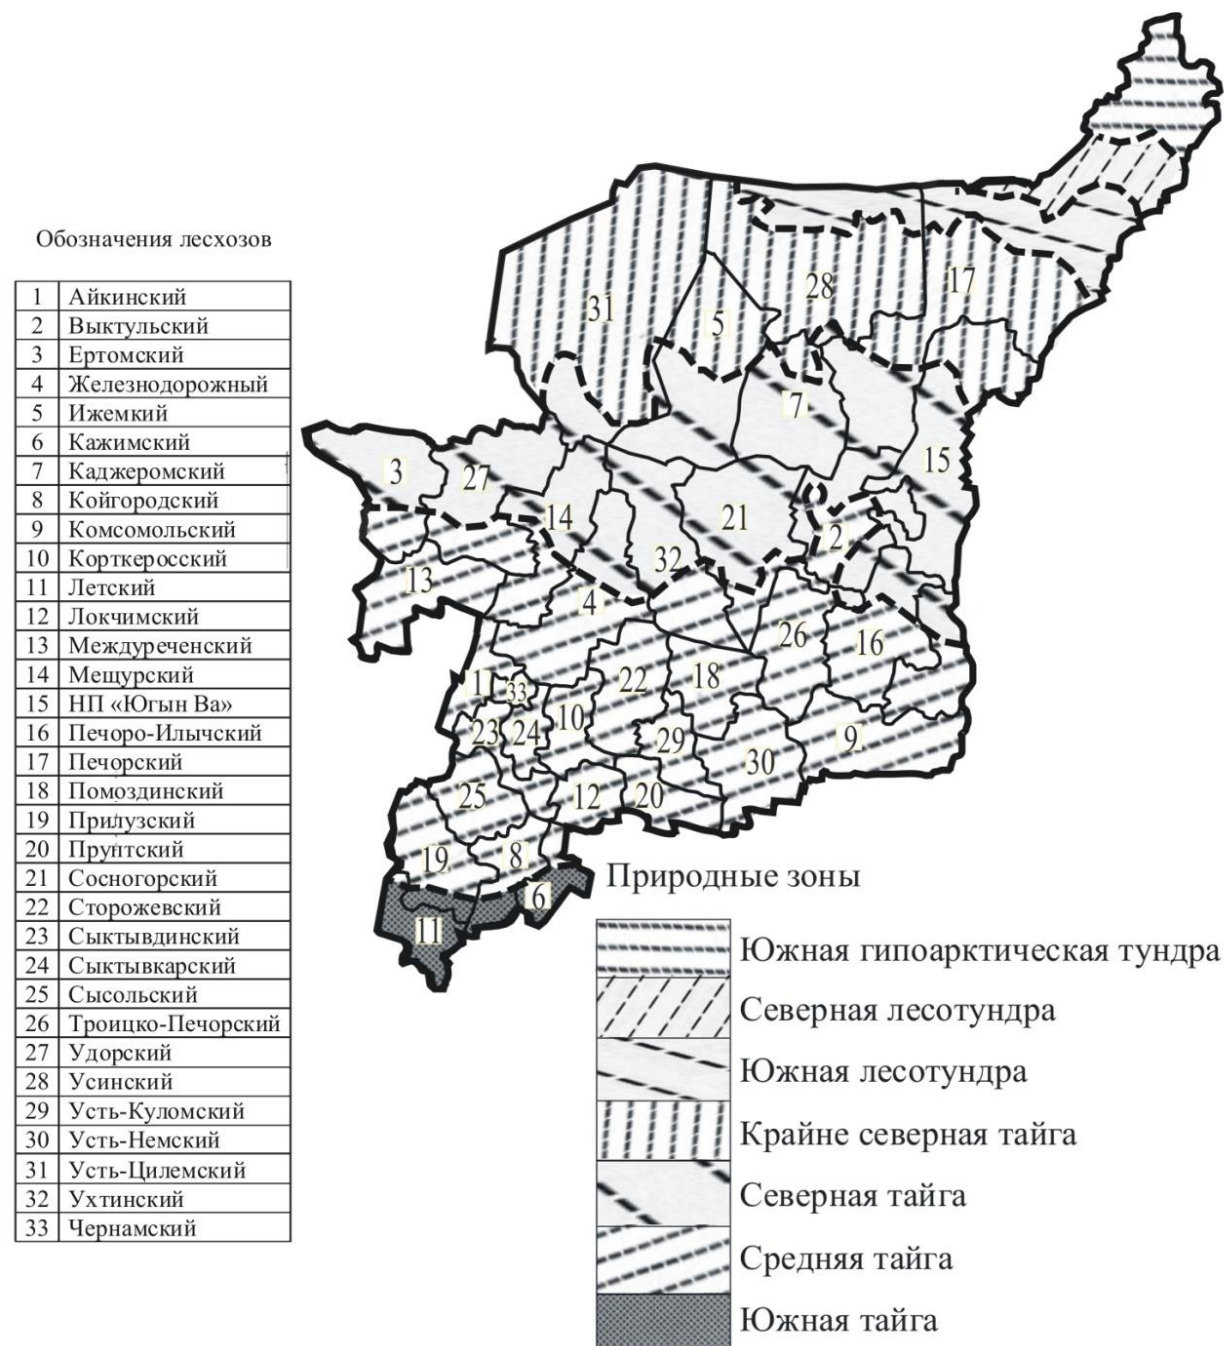 Обозначения лесхозов
1 Айкинский
2 Выктульский
3 Ертомский
4 Железнодорожный
5 Ижемкий
6 Кажимский
7 Каджеромский
8 Койгородский
9 Комсомольский
10 Корткеросский
11 Летский
12 Локчимский
13 Междуреченский
14 Мещурский
15 НП «Югын Ва»
16 Печоро-Илычский
17 Печорский
18 Помоздинский
19 Прилузский
20 Пруптский
21 Сосногорский
22 Сторожевский
23 Сыктывдинский
24 Сыктывкарский
25 Сысольский
26 Троицко-Печорский
27 Удорский
28 Усинский
29 Усть-Куломский
30 Усть-Немский
31 Усть-Цилемский
32 Ухтинский
33 Чернамский
17
28
31
5
7
15
3
27
14
21
32
2
13
4
26
16
1
33
22
18
10
23
24
29
9
30
25
12
20
19
8
6
11
Природные зоны
Южная гипоарктическая тундра
Северная лесотундра
Южная лесотундра
Крайне северная тайга
Северная тайга
Средняя тайга
Южная тайга